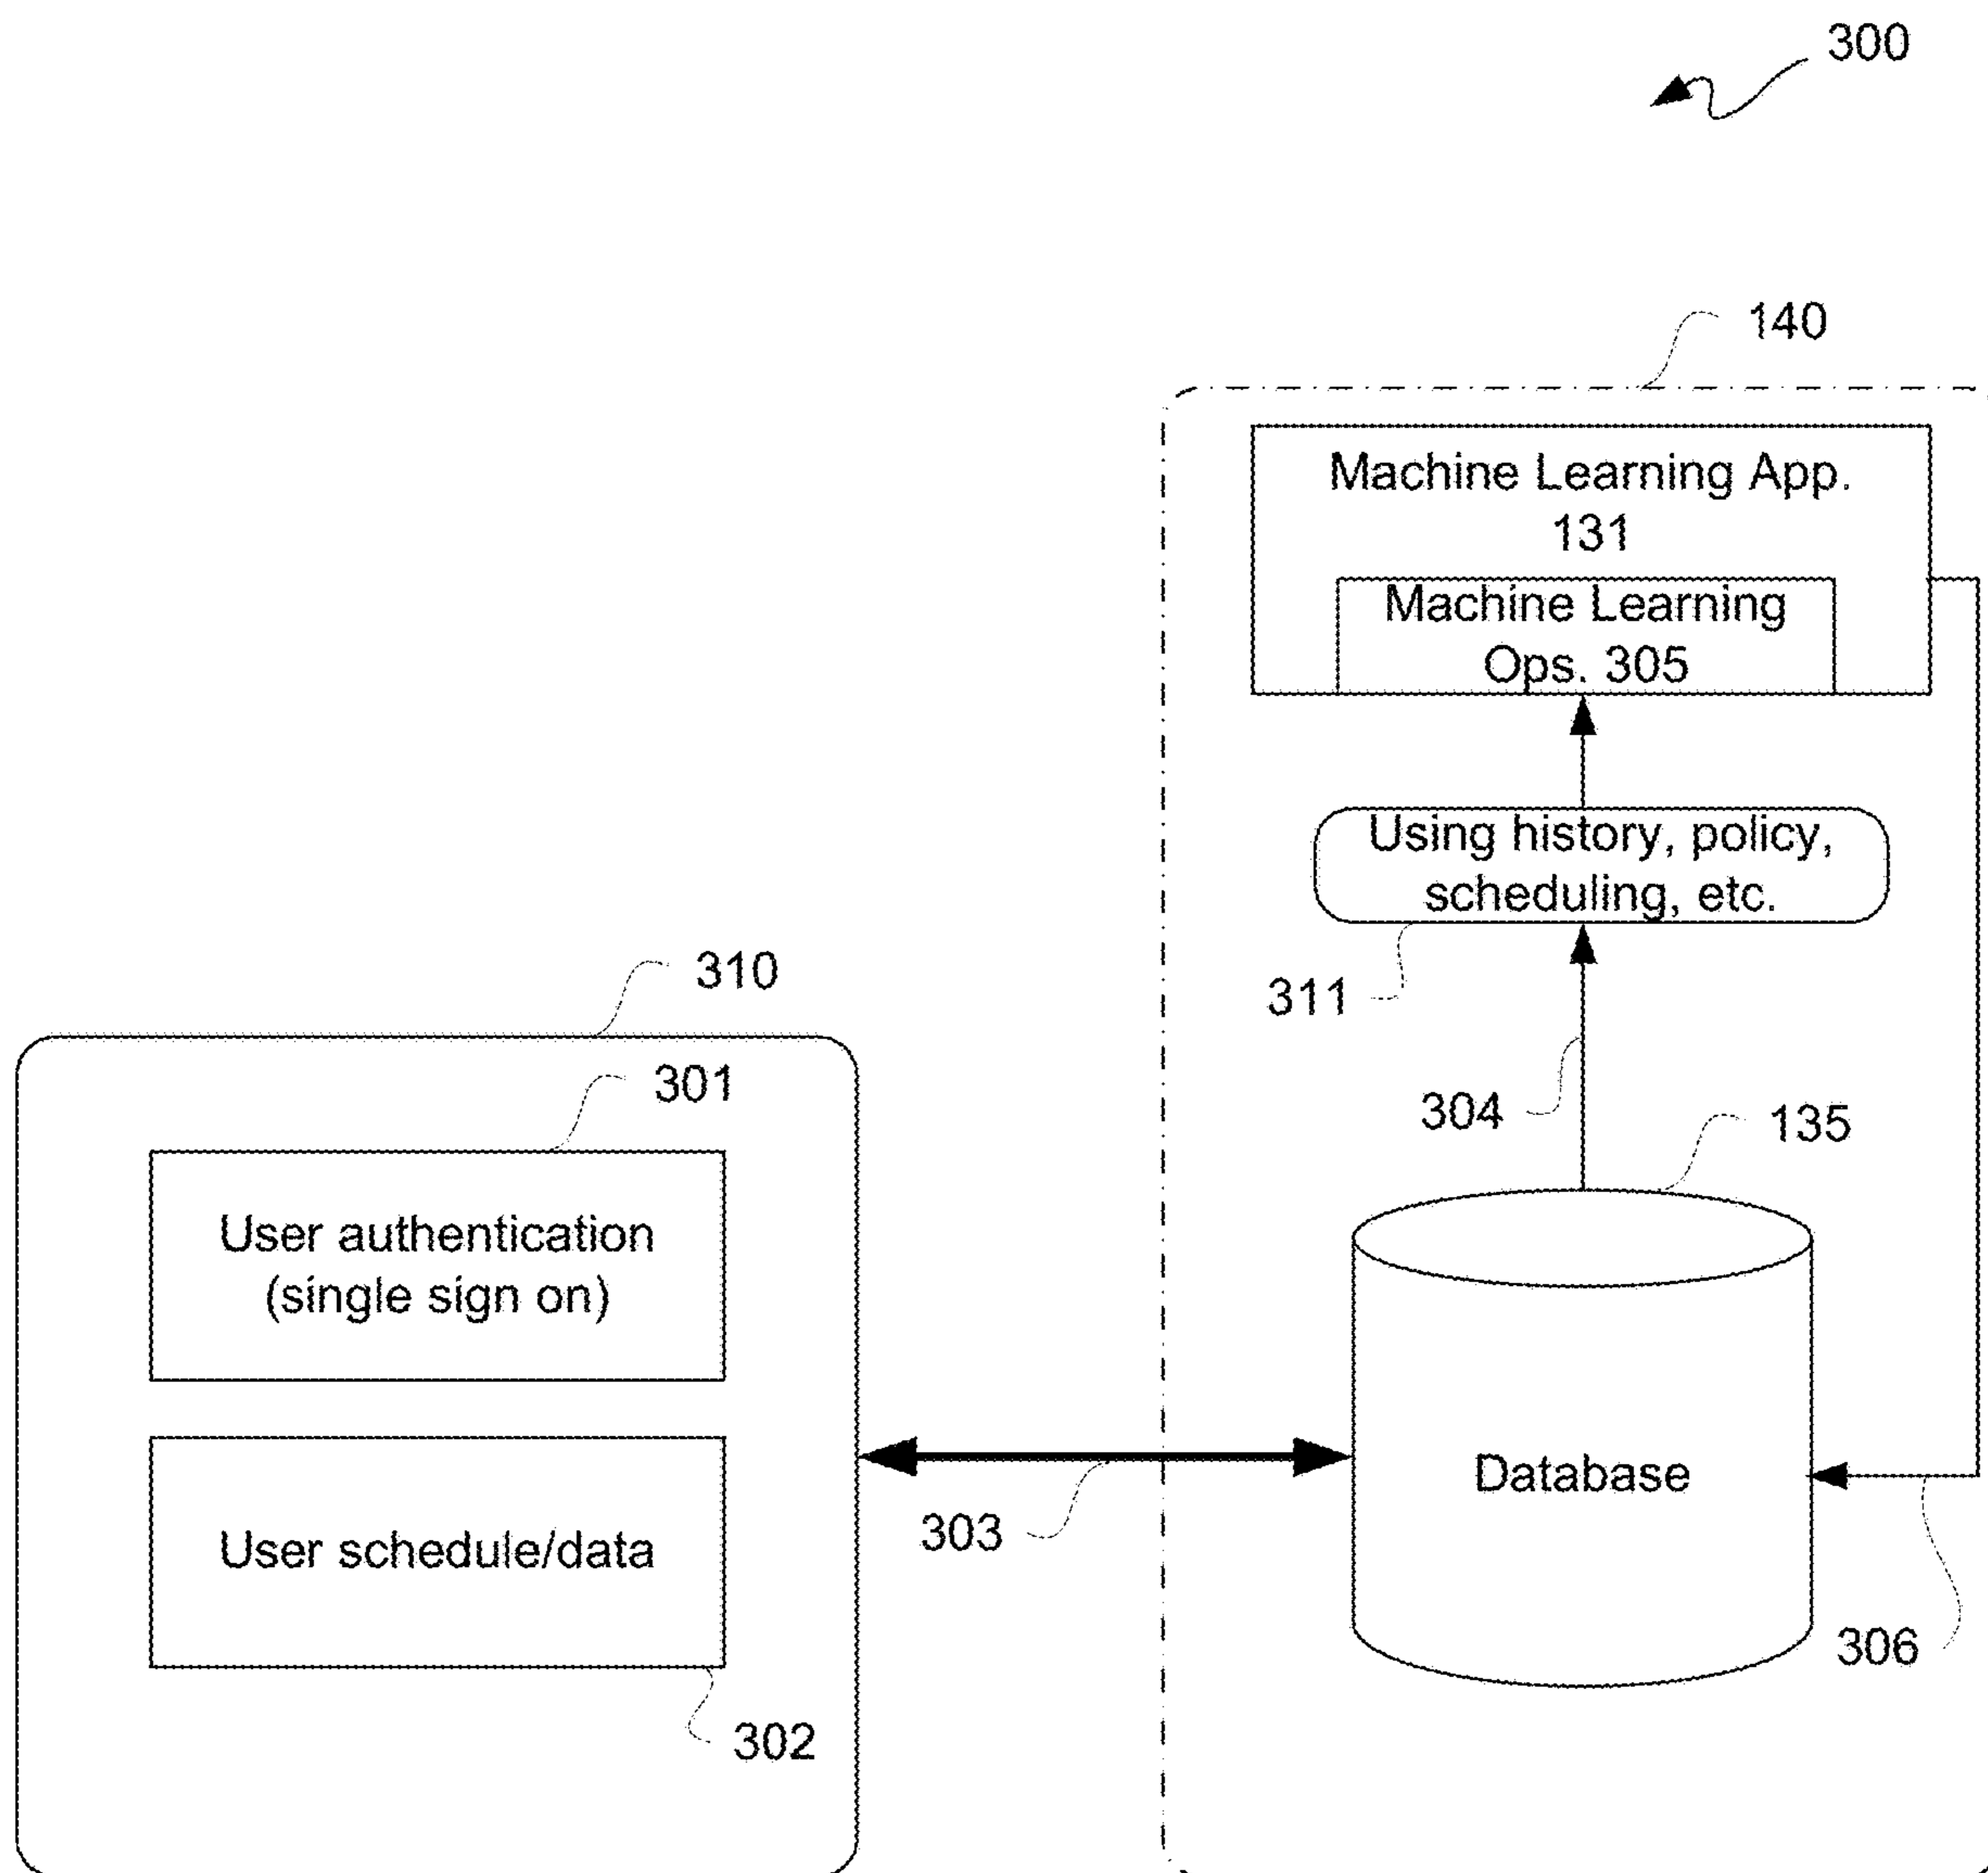 300
140
Machine Learning App.
131
Machine Learning
Ops. 305
Using history, policy,
scheduling, etc.
311
304
135
Database
306
303
310
301
User authentication
(single sign on)
User schedule/data
302